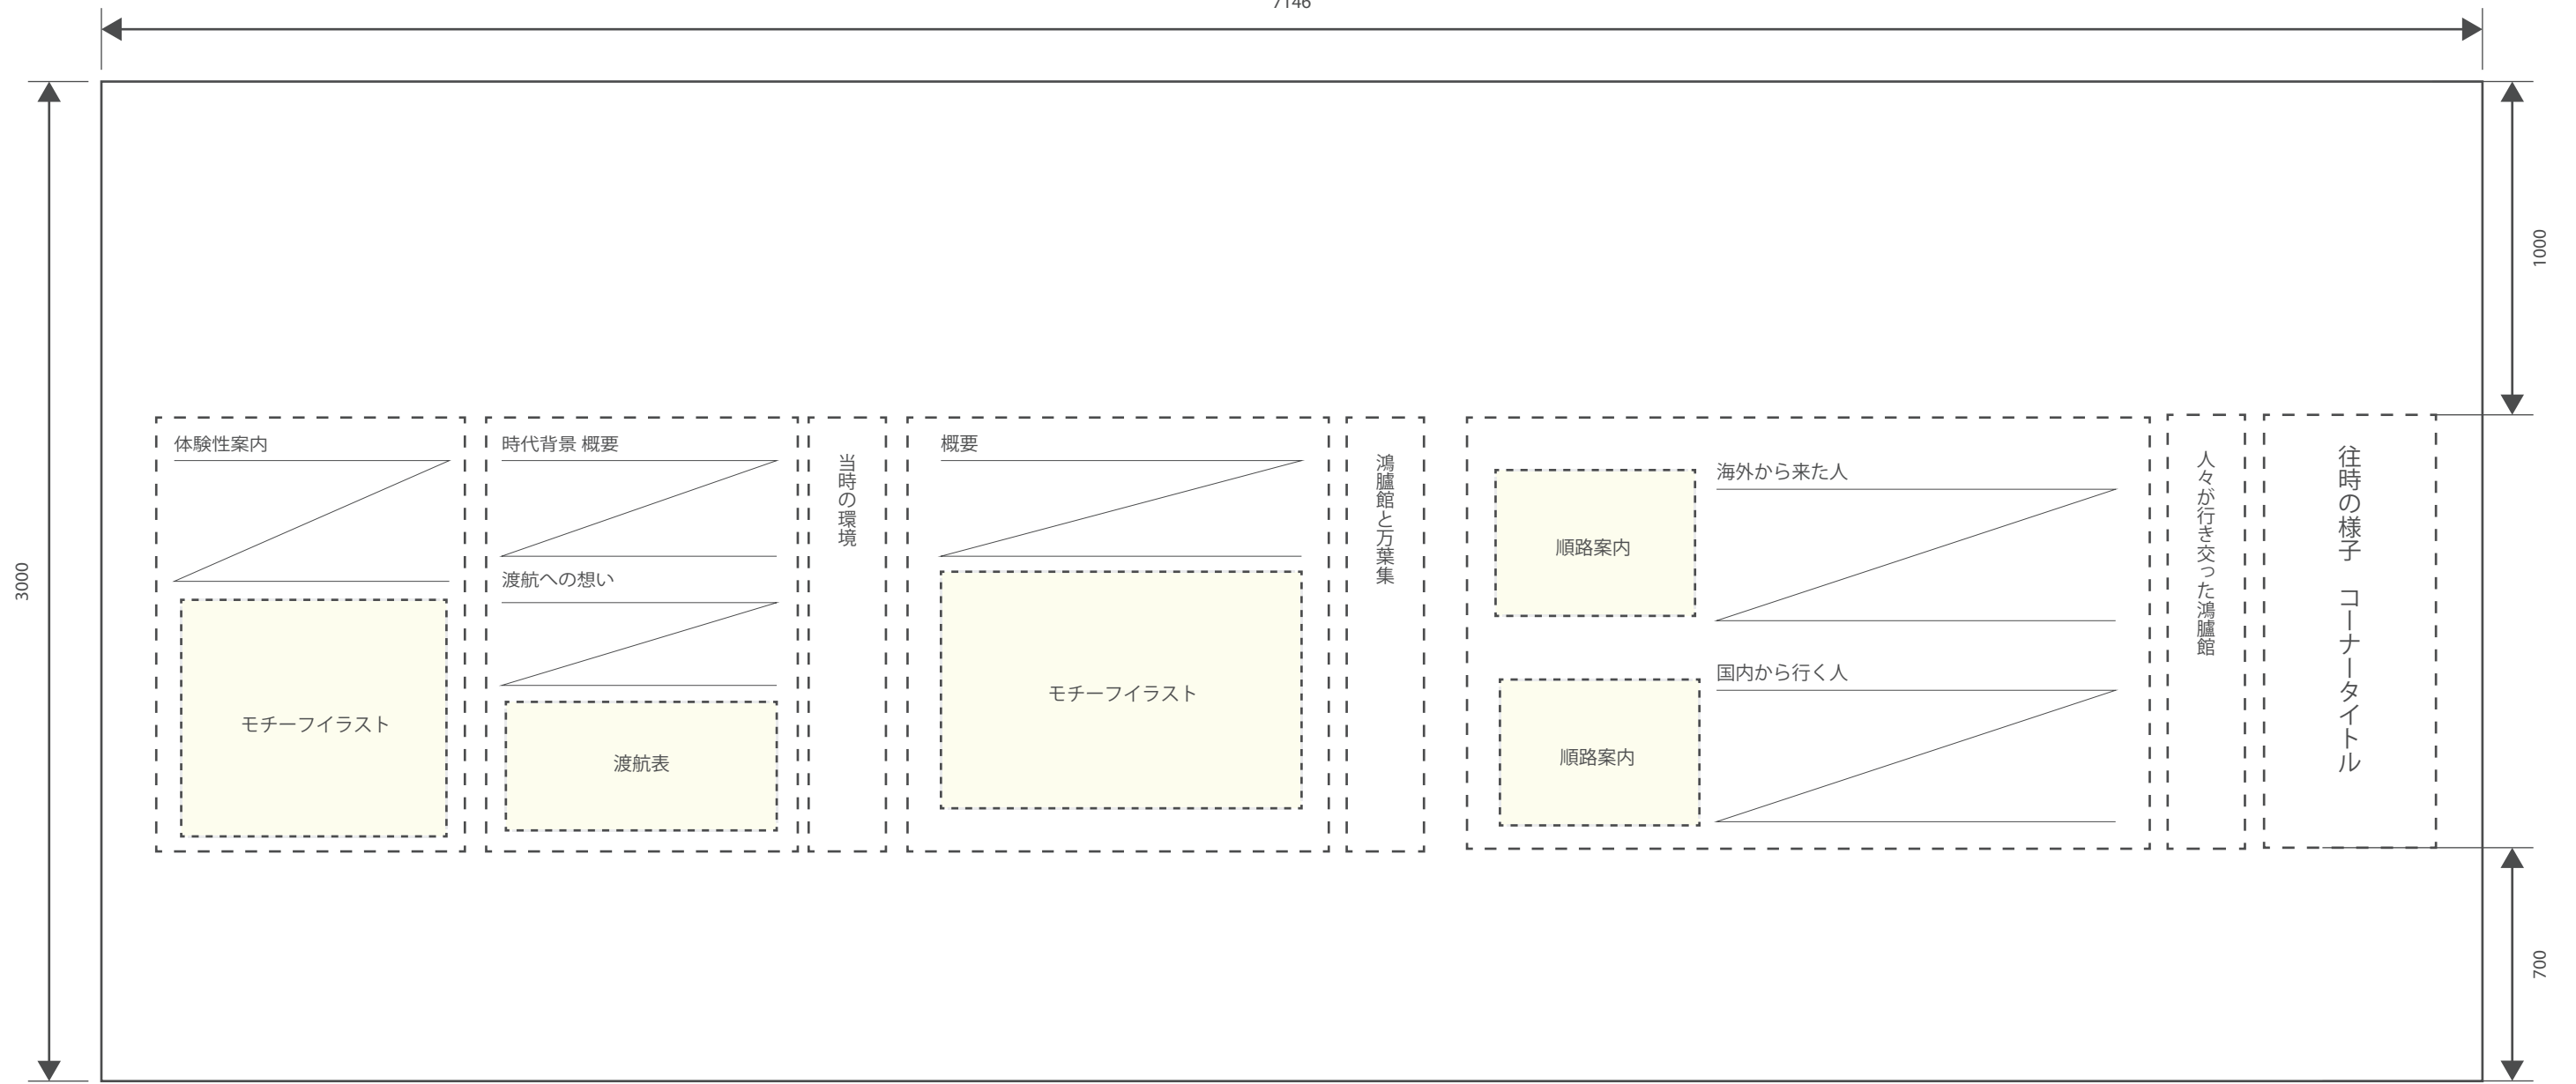 7146
3000
1000
700
往時の様子　コーナータイトル
人々が行き交った鴻臚館
海外から来た人
順路案内
国内から行く人
順路案内
鴻臚館と万葉集
概要
モチーフイラスト
当時の環境
時代背景 概要
渡航への想い
渡航表
体験性案内
モチーフイラスト